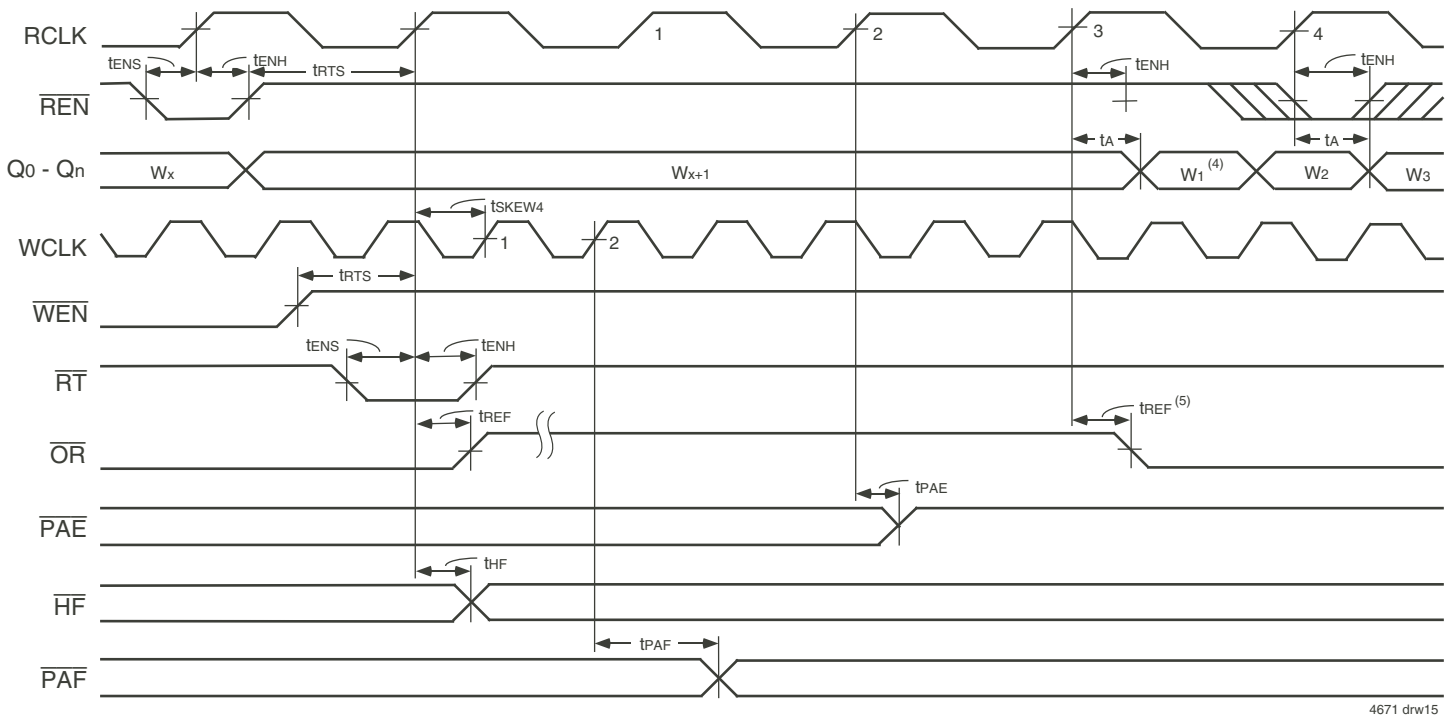 RCLK 1 2 3 4
tENS tENH tRTS tENH tENH
REN
tA tA
Q0 - Qn Wx Wx+1 W1 (4) W2 W3
tSKEW4
WCLK 1 2
tRTS
WEN
tENS tENH
RT
tREF tREF (5)
OR
tPAE
PAE
tHF
HF
tPAF
PAF
4671 drw15